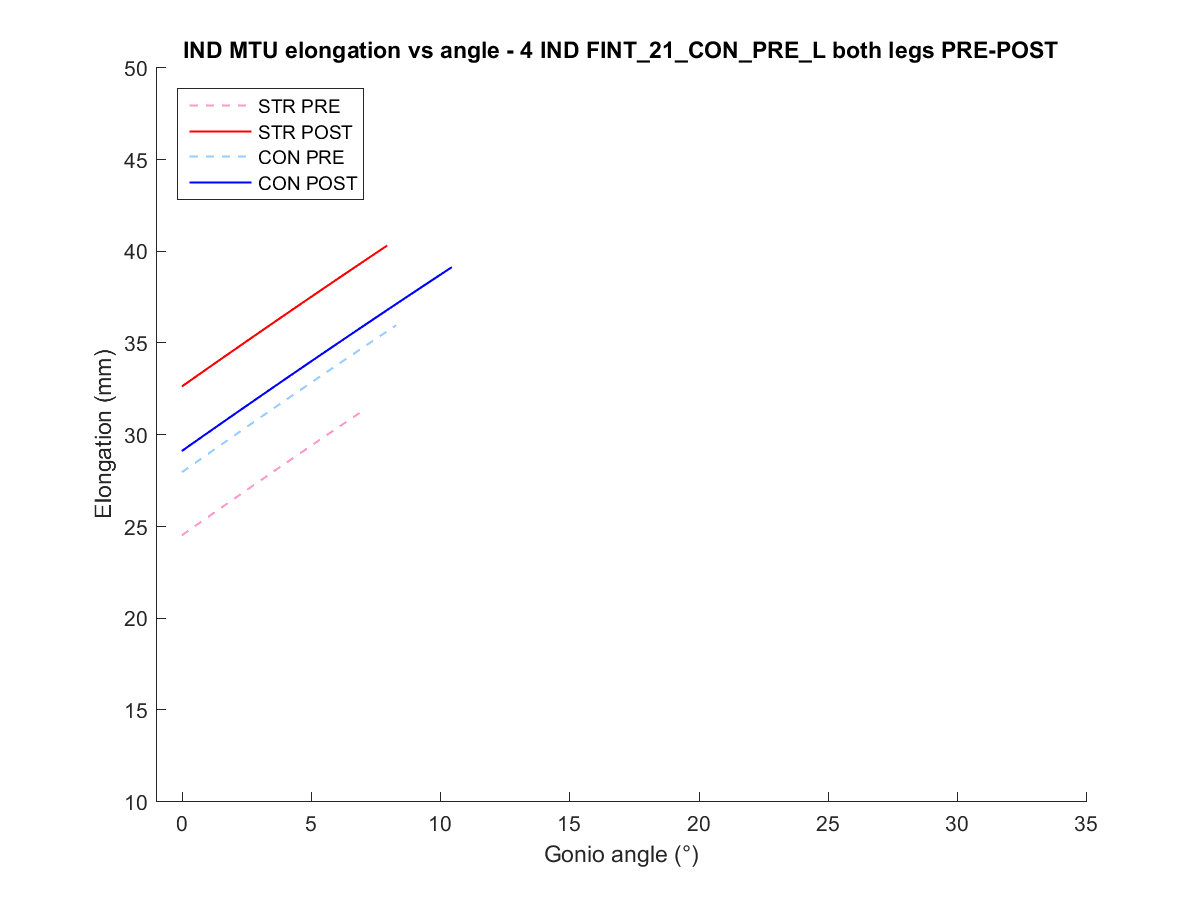 IND MTU elongation vs angle - 4 IND FINT_21_CON_PRE_L both legs PRE-POST
50
45
40
35
30
25
20
15
10
STR PRE
STR POST
CON PRE
CON POST
Elongation (mm)
0 5 10 15 20 25 30 35
Gonio angle (°)